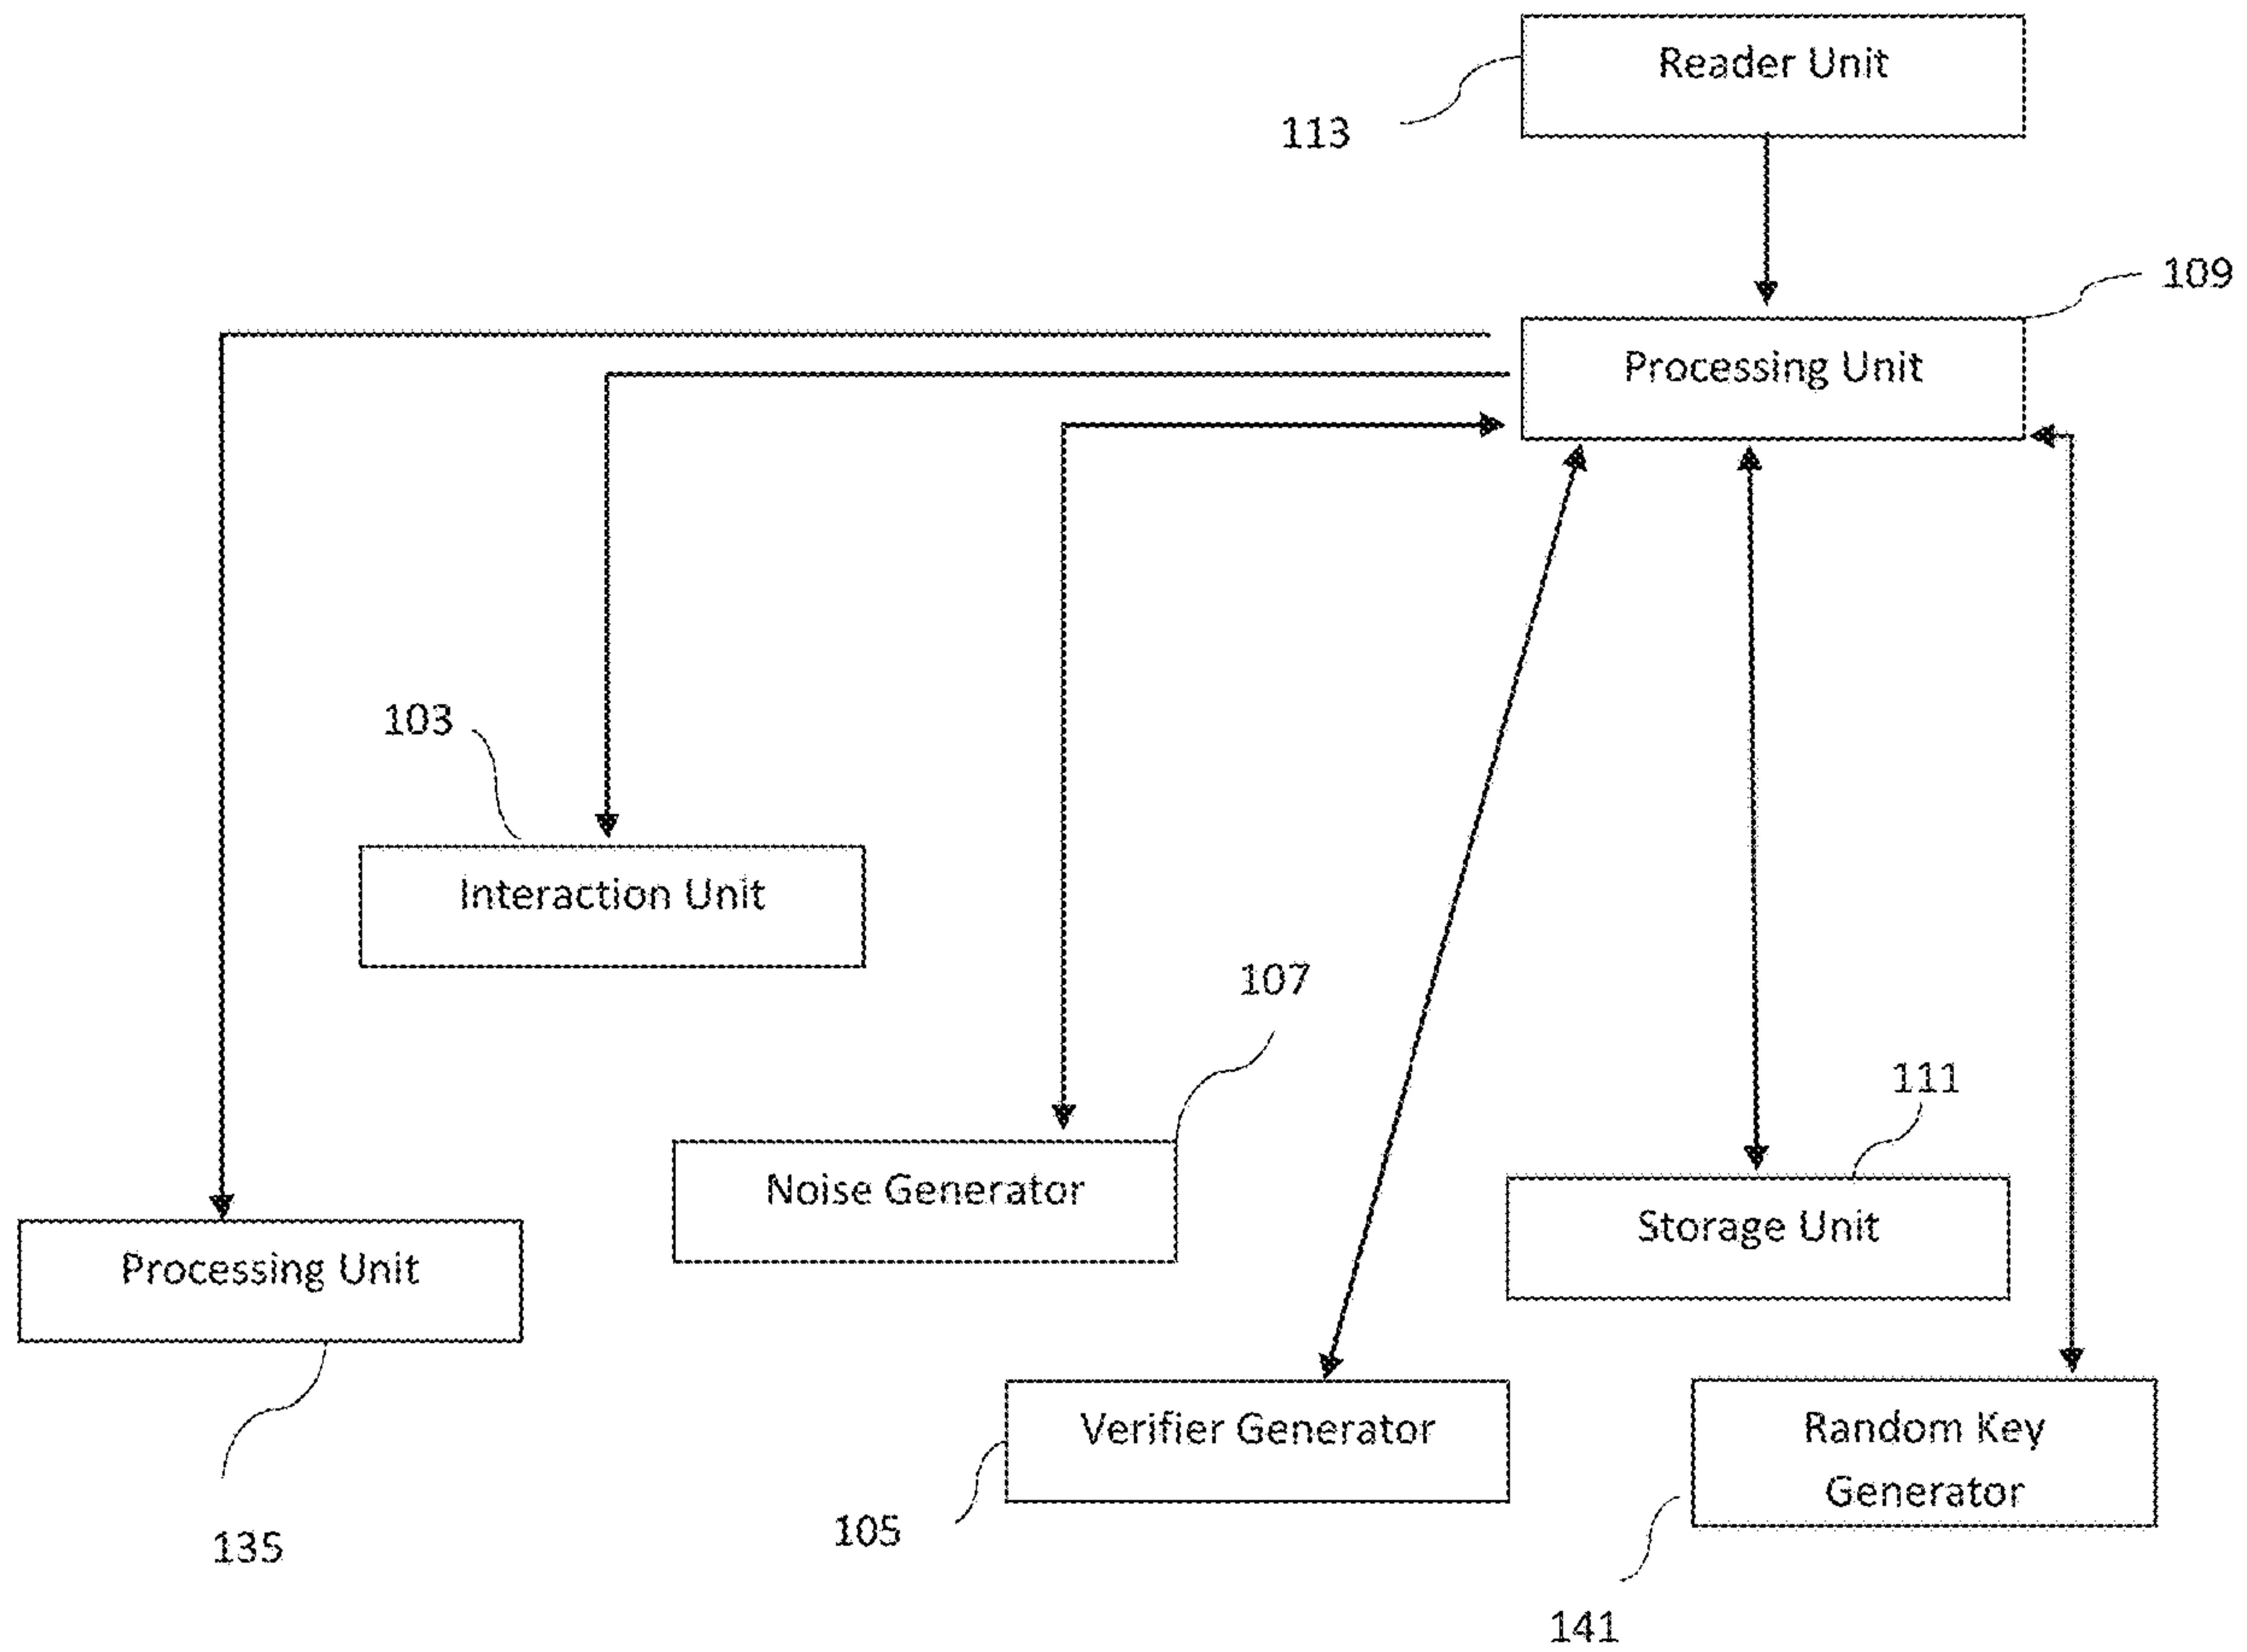 Reader Unit
113
109
Processing Unit
103
Interaction Unit
107
111
Noise Generator
Storage Unit
Processing Unit
Verifier Generator
Random Key
Generator
105
135
141